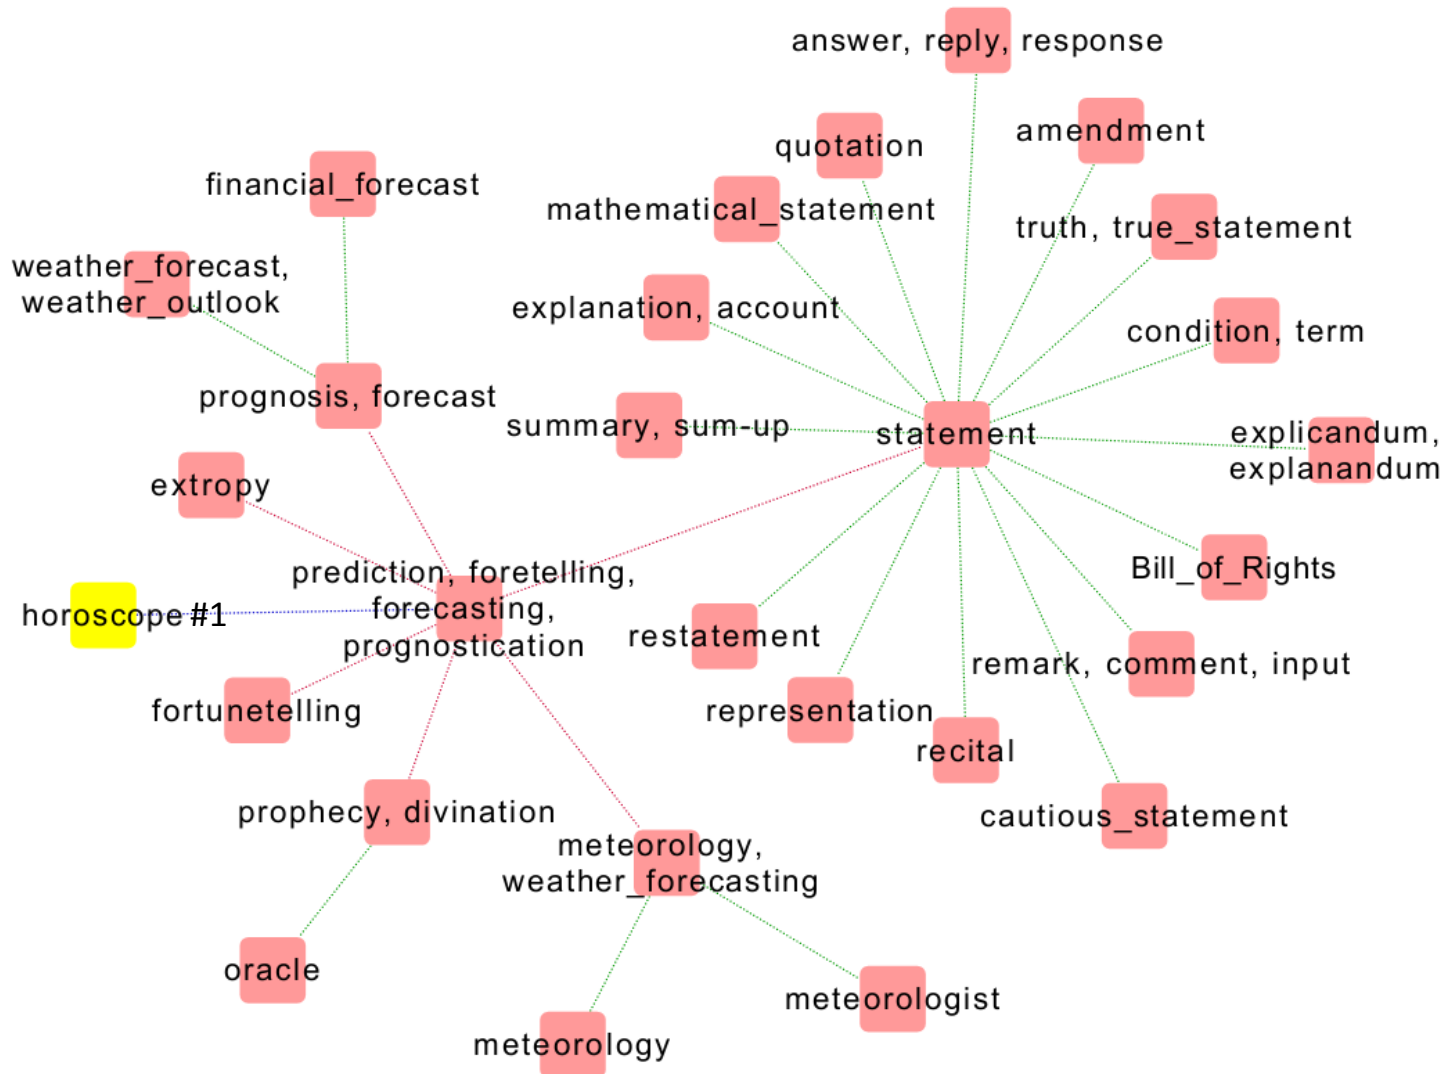 answer, reply, response
amendment
quotation
financial_forecast
mathematical_statement
truth, true_statement
weather_forecast,
weather_outlook
explanation, account
condition, term
prognosis, forecast
summary, sum-up
statement
explicandum,
explanandum
extropy
prediction, foretelling,
forecasting,
prognostication
horoscope #1
Bill_of_Rights
restatement
remark, comment, input
fortunetelling
representation
recital
prophecy, divination
cautious_statement
meteorology,
weather_forecasting
oracle
meteorologist
meteorology